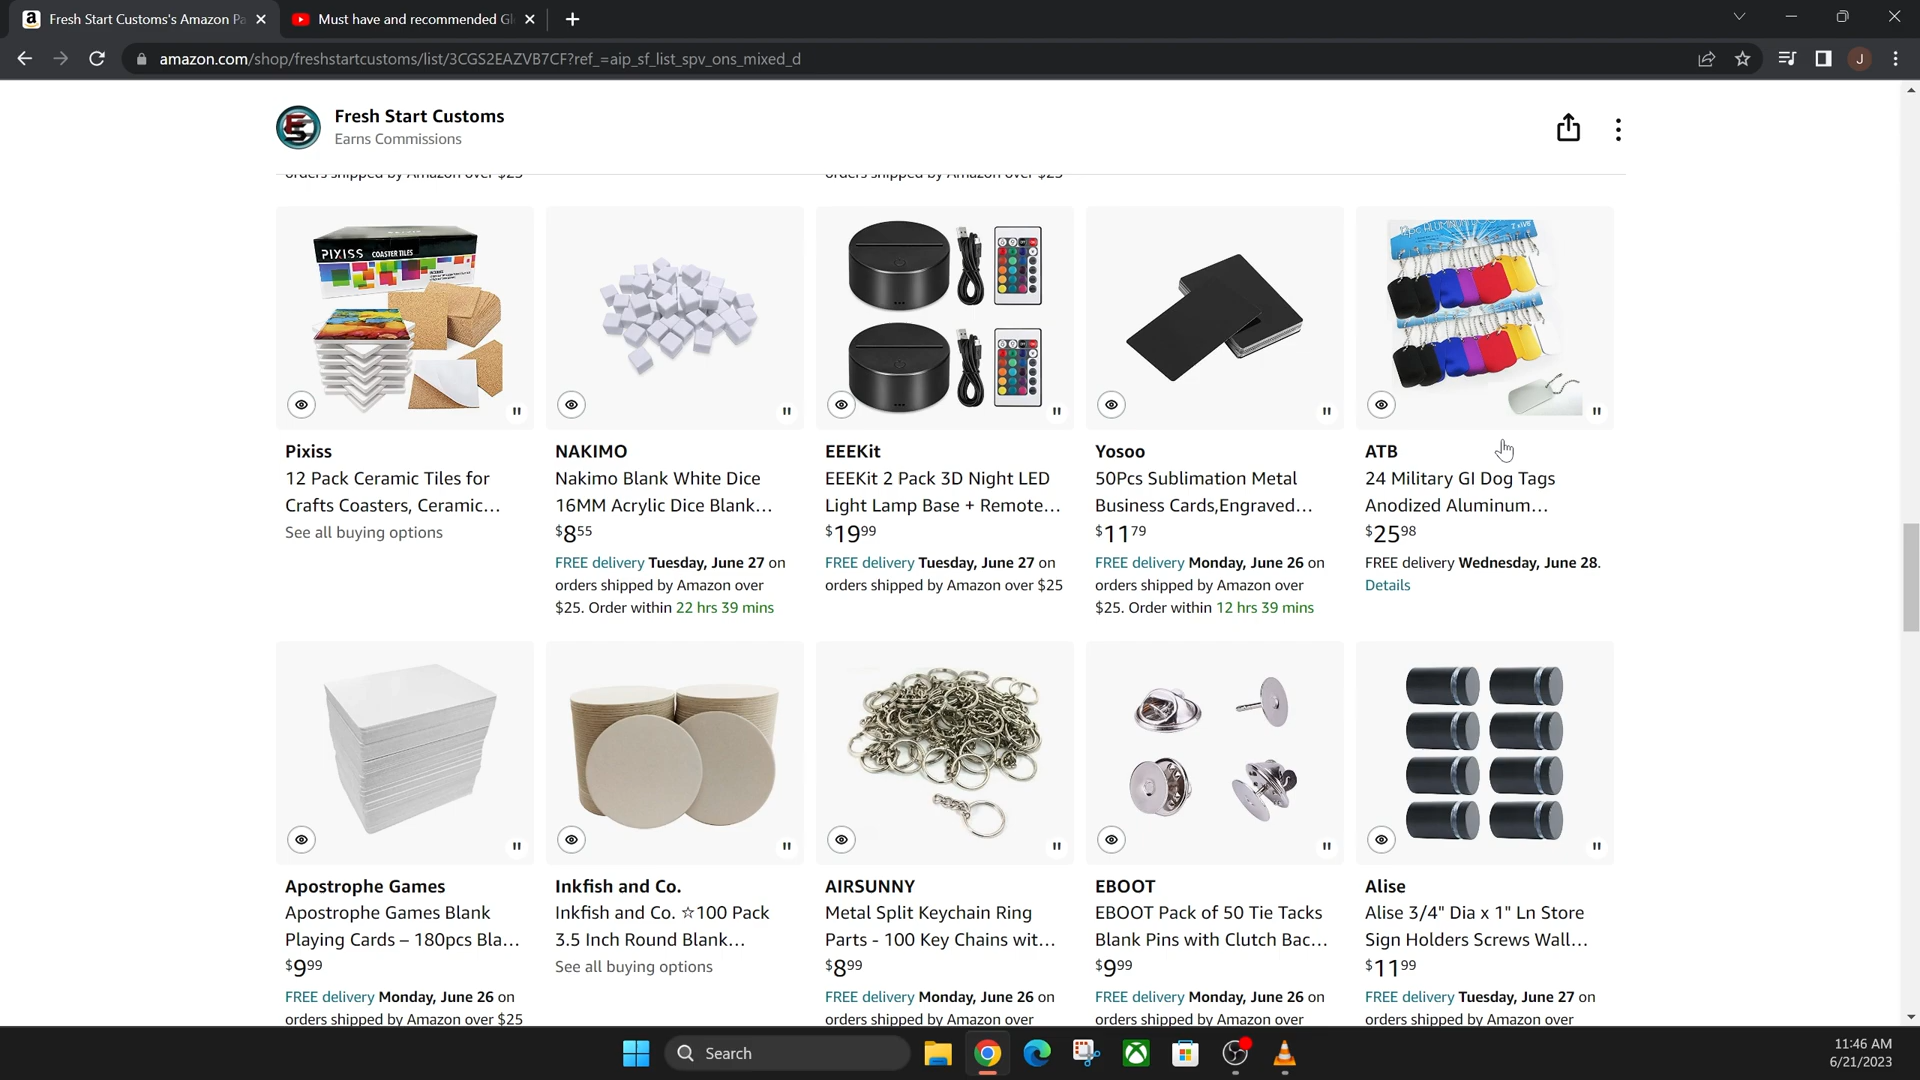 Fresh Start Customs's Amazon Pa
Must have and recommended Gl
amazon.com/shop/freshstartcustoms/list/3CGS2EAZVB7CF?ref_=aip_sf_list_spv_ons_mixed_d
J
Fresh Start Customs
Earns Commissions
orders shipped by Amazon over $25
orders shipped by Amazon over $25
PIXISS COASTER TILES
12pc ALUMINUM
Pixiss
12 Pack Ceramic Tiles for
Crafts Coasters, Ceramic...
See all buying options
NAKIMO
Nakimo Blank White Dice
16MM Acrylic Dice Blank...
$8.55
FREE delivery Tuesday, June 27 on
orders shipped by Amazon over
$25. Order within 22 hrs 39 mins
EEEKit
EEEKit 2 Pack 3D Night LED
Light Lamp Base + Remote...
$19.99
FREE delivery Tuesday, June 27 on
orders shipped by Amazon over $25
Yosoo
50Pcs Sublimation Metal
Business Cards,Engraved...
$11.79
FREE delivery Monday, June 26 on
orders shipped by Amazon over
$25. Order within 12 hrs 39 mins
ATB
24 Military GI Dog Tags
Anodized Aluminum...
$25.98
FREE delivery Wednesday, June 28.
Details
Apostrophe Games
Apostrophe Games Blank
Playing Cards – 180pcs Bla...
$9.99
FREE delivery Monday, June 26 on
orders shipped by Amazon over $25
Inkfish and Co.
Inkfish and Co. ☆100 Pack
3.5 Inch Round Blank...
See all buying options
AIRSUNNY
Metal Split Keychain Ring
Parts - 100 Key Chains wit...
$8.99
FREE delivery Monday, June 26 on
orders shipped by Amazon over
EBOOT
EBOOT Pack of 50 Tie Tacks
Blank Pins with Clutch Bac...
$9.99
FREE delivery Monday, June 26 on
orders shipped by Amazon over
Alise
Alise 3/4" Dia x 1" Ln Store
Sign Holders Screws Wall...
$11.99
FREE delivery Tuesday, June 27 on
orders shipped by Amazon over
Search
11:46 AM
6/21/2023